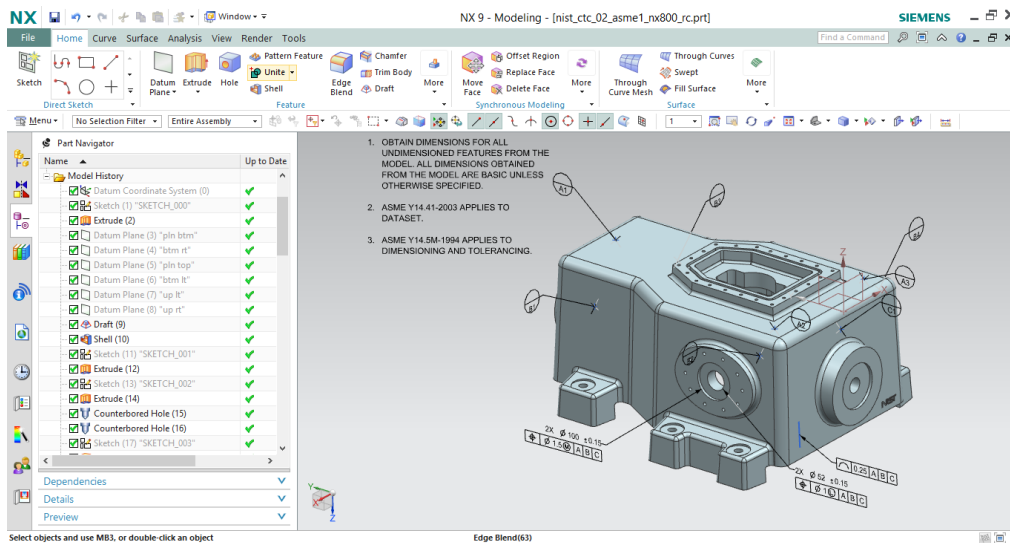 NX Window NX 9 - Modeling - [nist_ctc_02_asme1_nx800_rc.prt] SIEMENS
File Home Curve Surface Analysis View Render Tools Find a Command
Pattern Feature Chamfer Offset Region Through Curves
Unite Trim Body Replace Face Swept
Shell Draft Delete Face Fill Surface
Sketch Datum Plane Extrude Hole Edge Blend More Move Face More Through Curve Mesh More
Direct Sketch Feature Synchronous Modeling Surface
Menu No Selection Filter Entire Assembly 1
Part Navigator
Name Up to Date
Model History
Datum Coordinate System (0)
Sketch (1) "SKETCH_000"
Extrude (2)
Datum Plane (3) "pln btm"
Datum Plane (4) "btm rt"
Datum Plane (5) "pln top"
Datum Plane (6) "btm lt"
Datum Plane (7) "up lt"
Datum Plane (8) "up rt"
Draft (9)
Shell (10)
Sketch (11) "SKETCH_001"
Extrude (12)
Sketch (13) "SKETCH_002"
Extrude (14)
Counterbored Hole (15)
Counterbored Hole (16)
Sketch (17) "SKETCH_003"
Dependencies
Details
Preview
1. OBTAIN DIMENSIONS FOR ALL
UNDIMENSIONED FEATURES FROM THE
MODEL. ALL DIMENSIONS OBTAINED
FROM THE MODEL ARE BASIC UNLESS
OTHERWISE SPECIFIED.
2. ASME Y14.41-2003 APPLIES TO
DATASET.
3. ASME Y14.5M-1994 APPLIES TO
DIMENSIONING AND TOLERANCING.
A1
B3
A3
C1
B1
A2
B2
Z
X
NIST
2X Ø 100 ±0.15
⌖ Ø 1.5Ⓜ A B C
⌓ 0.25 A B C
2X Ø 52 ±0.15
⌖ Ø 1Ⓛ A B C
Y
X
Z
Select objects and use MB3, or double-click an object Edge Blend(63)